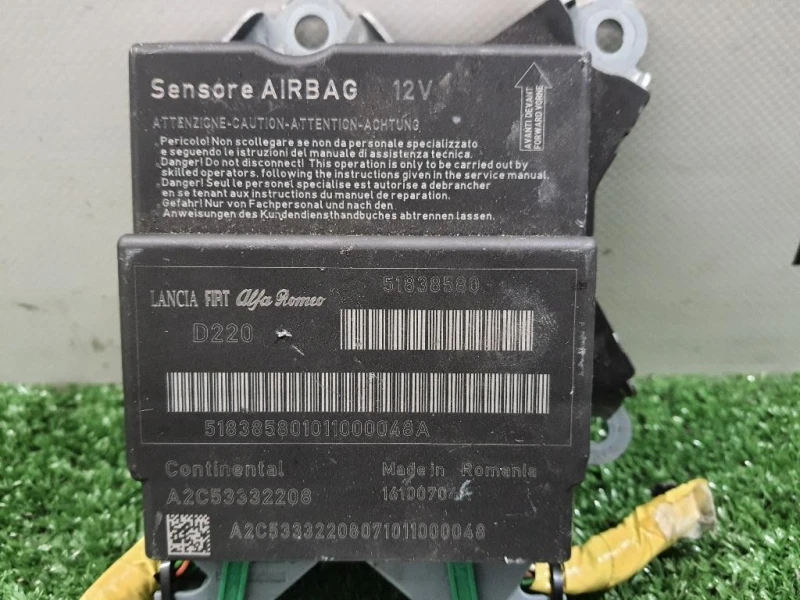 Sensore AIRBAG 12V
AVANTI DEVANT
FORWARD VORNE
ATTENZIONE-CAUTION-ATTENTION-ACHTUNG
Pericolo! Non scollegare se non da personale specializzato
e seguendo le istruzioni del manuale di assistenza tecnica.
Danger! Do not disconnect! This operation is only to be carried out by
skilled operators, following the instructions given in the service manual.
Danger! Seul le personel specialise est autorise a debrancher
en se tenant aux instructions du manuel de reparation.
Gefahr! Nur von Fachpersonal und nach den
Anweisungen des Kundendiensthandbuches abtrennen lassen.
51838580
LANCIA FIAT Alfa Romeo
D220
518385801011000048A
Continental Made in Romania
A2C53332208
A2C53332208071011000048